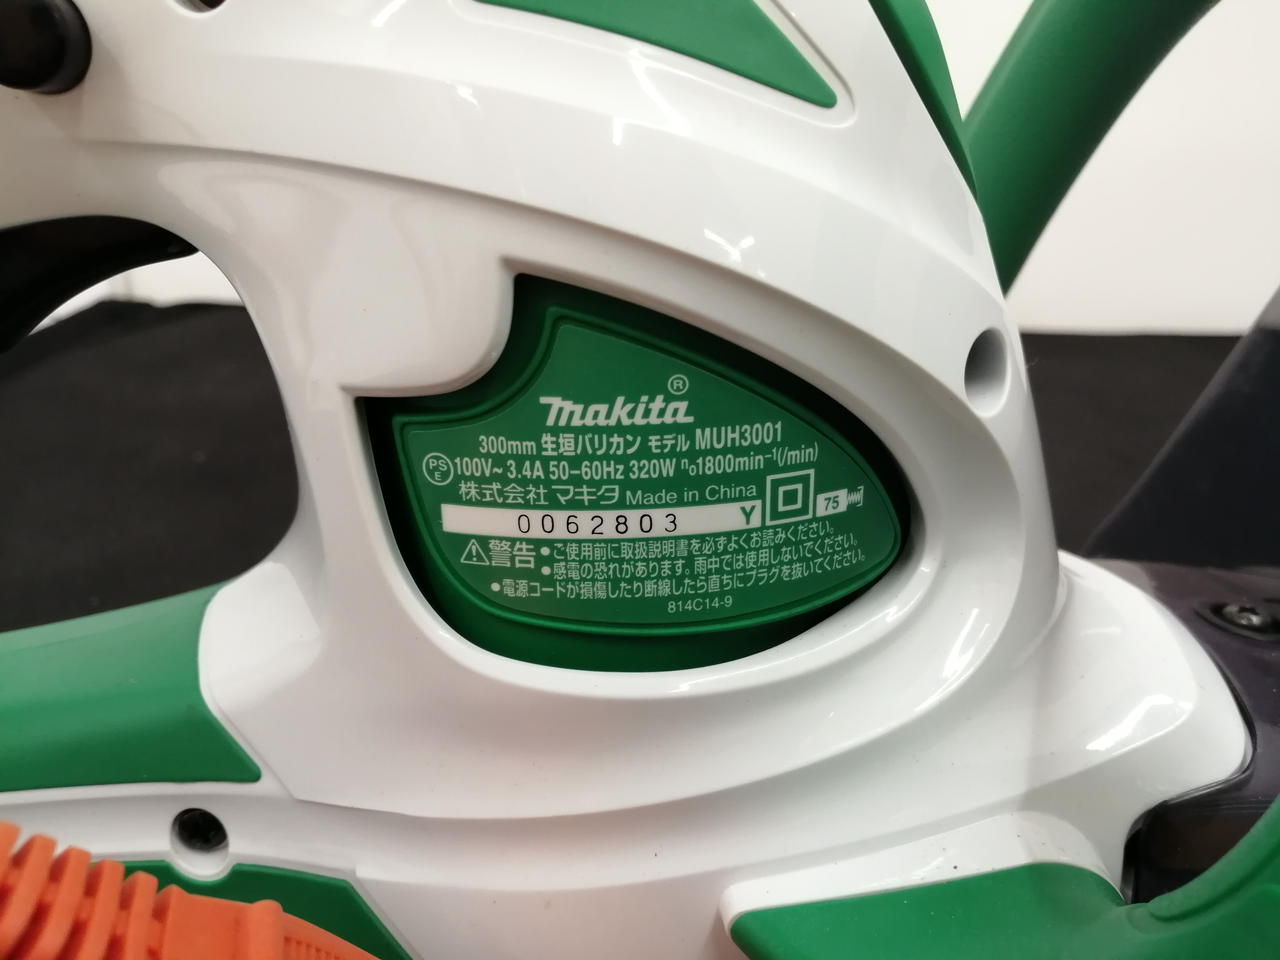 makita®
300mm 生垣バリカン モデル MUH3001
PSE 100V~ 3.4A 50-60Hz 320W n₀1800min⁻¹(/min)
株式会社マキタ Made in China
75
0062803 Y
⚠警告 ●ご使用前に取扱説明書を必ずよくお読みください。
●感電の恐れがあります。雨中では使用しないでください。
●電源コードが損傷したり断線したら直ちにプラグを抜いてください。
814C14-9